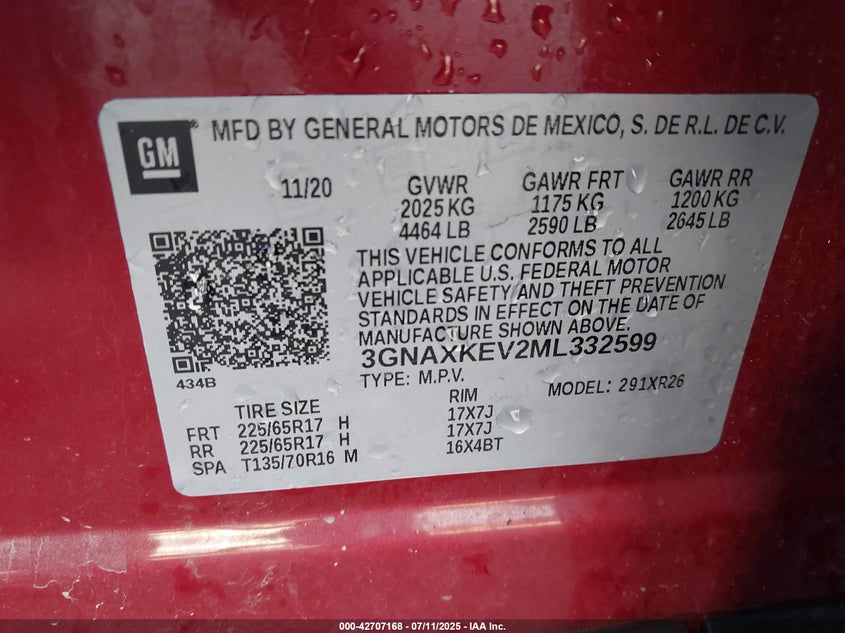 GM ® MFD BY GENERAL MOTORS DE MEXICO, S. DE R.L. DE C.V.
11/20 GVWR GAWR FRT GAWR RR
2025 KG 1175 KG 1200 KG
4464 LB 2590 LB 2645 LB
THIS VEHICLE CONFORMS TO ALL
APPLICABLE U.S. FEDERAL MOTOR
VEHICLE SAFETY AND THEFT PREVENTION
STANDARDS IN EFFECT ON THE DATE OF
MANUFACTURE SHOWN ABOVE.
3GNAXKEV2ML332599
434B
TYPE: M.P.V. MODEL: 291XR26
TIRE SIZE RIM
FRT 225/65R17 H 17X7J
RR 225/65R17 H 17X7J
SPA T135/70R16 M 16X4BT
000-42707168 - 07/11/2025 - IAA Inc.